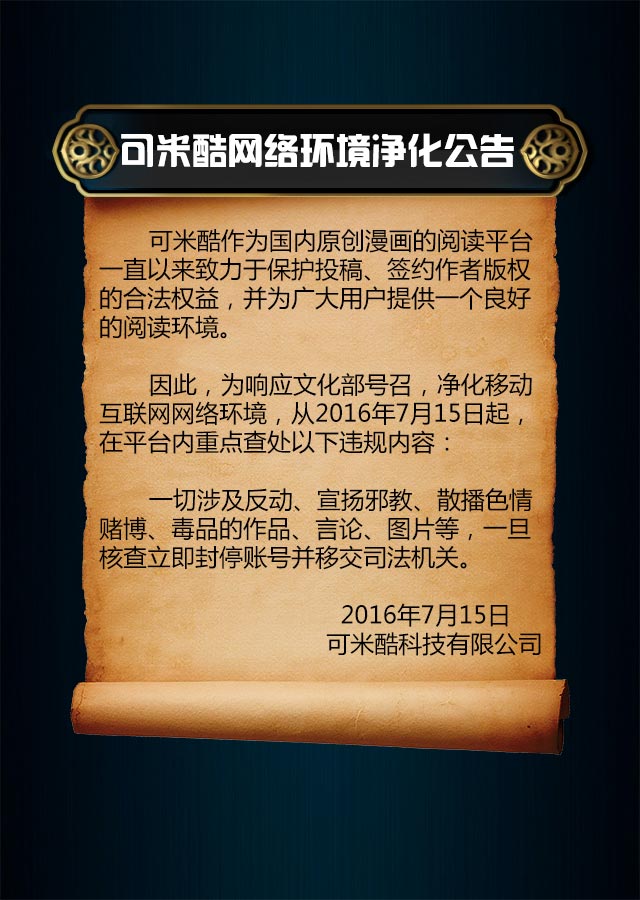 可米酷网络环境净化公告
可米酷作为国内原创漫画的阅读平台
一直以来致力于保护投稿、签约作者版权
的合法权益，并为广大用户提供一个良好
的阅读环境。
因此，为响应文化部号召，净化移动
互联网网络环境，从2016年7月15日起，
在平台内重点查处以下违规内容：
一切涉及反动、宣扬邪教、散播色情
赌博、毒品的作品、言论、图片等，一旦
核查立即封停账号并移交司法机关。
2016年7月15日
可米酷科技有限公司